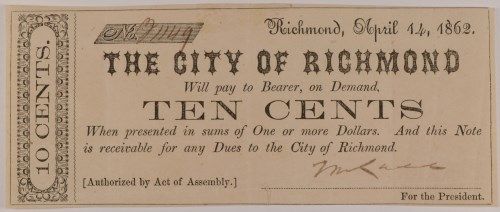 No.
Richmond, April 14, 1862.
THE CITY OF RICHMOND
Will pay to Bearer, on Demand,
TEN CENTS
When presented in sums of One or more Dollars. And this Note
is receivable for any Dues to the City of Richmond.
[Authorized by Act of Assembly.]
For the President.
10 CENTS.